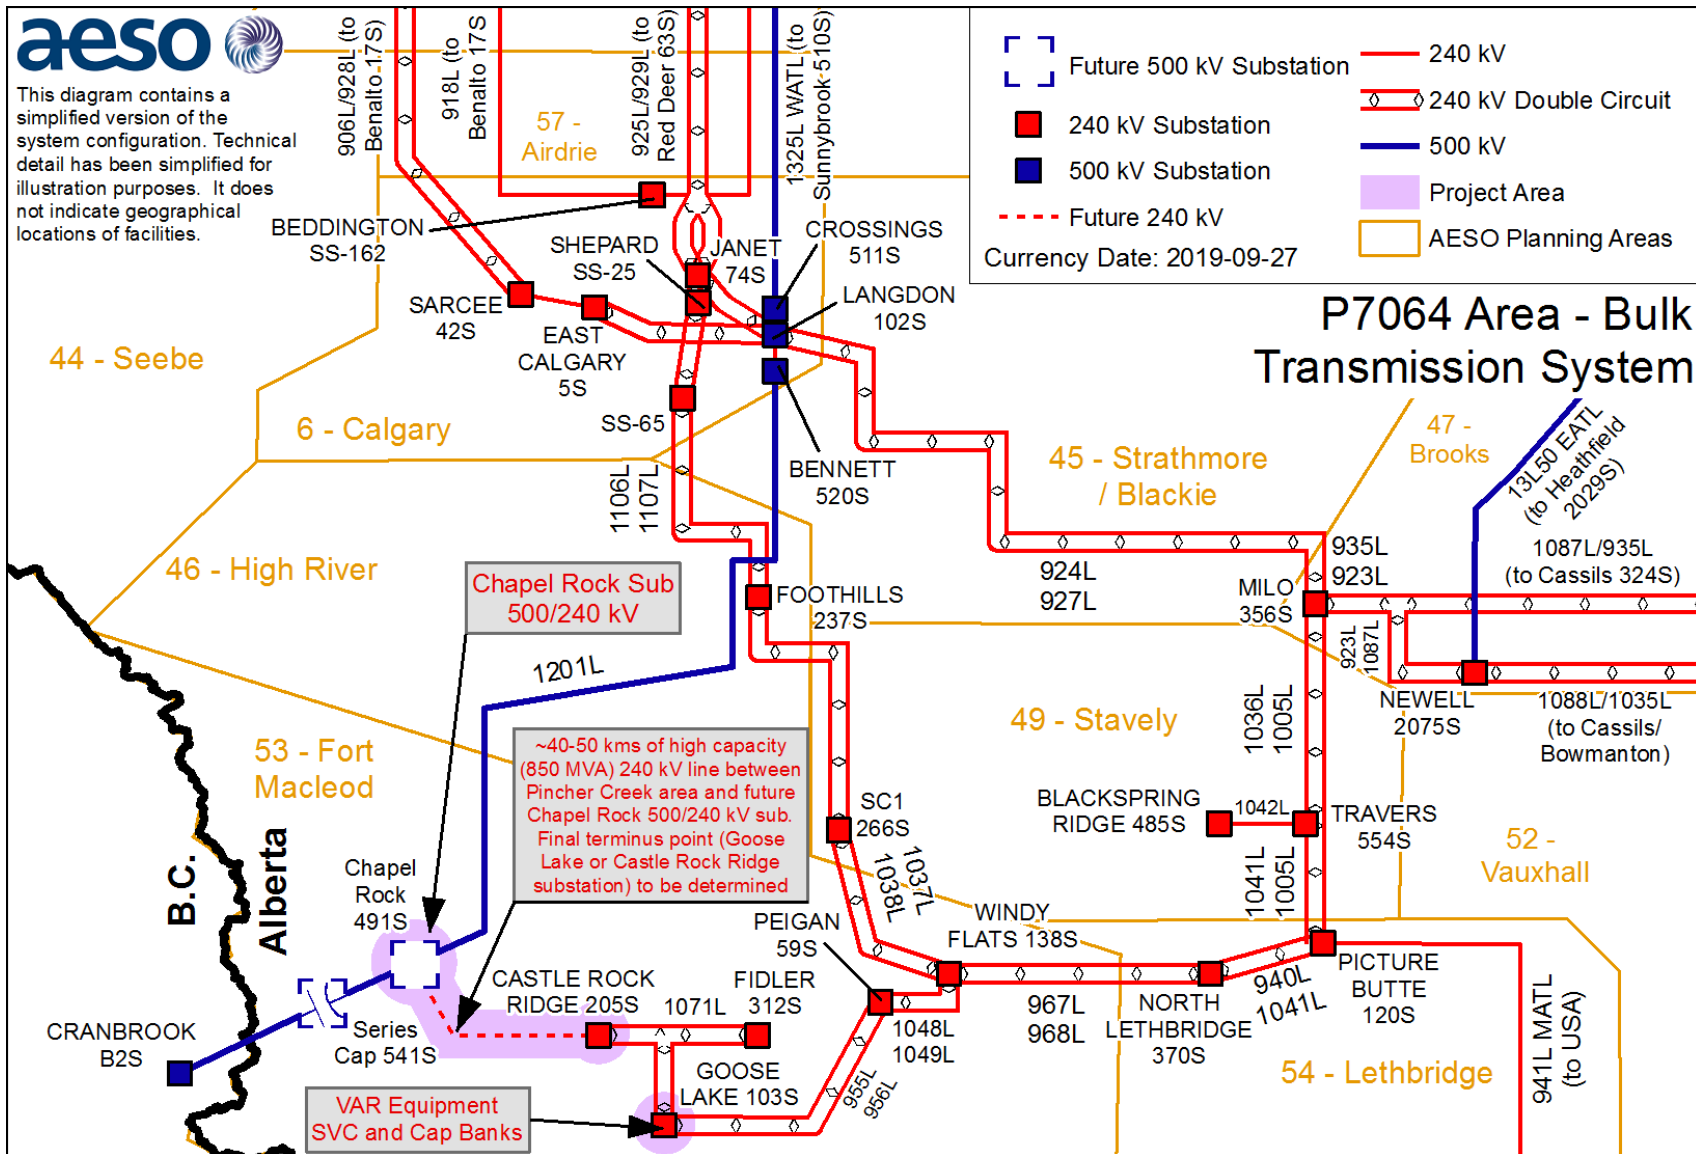 aeso
This diagram contains a
simplified version of the
system configuration. Technical
detail has been simplified for
illustration purposes. It does
not indicate geographical
locations of facilities.
906L/928L (to
Benalto 17S)
918L (to
Benalto 17S
925L/929L (to
Red Deer 63S)
1325L WATL (to
Sunnybrook 510S)
57 -
Airdrie
Future 500 kV Substation
240 kV Substation
500 kV Substation
Future 240 kV
Currency Date: 2019-09-27
240 kV
240 kV Double Circuit
500 kV
Project Area
AESO Planning Areas
P7064 Area - Bulk
Transmission System
BEDDINGTON
SS-162
SHEPARD
SS-25
JANET
74S
CROSSINGS
511S
LANGDON
102S
SARCEE
42S
EAST
CALGARY
5S
44 - Seebe
6 - Calgary
SS-65
BENNETT
520S
45 - Strathmore
/ Blackie
47 -
Brooks
13L50 EATL
(to Heathfield
2029S)
1106L
1107L
46 - High River
Chapel Rock Sub
500/240 kV
FOOTHILLS
237S
924L
927L
935L
923L
1087L/935L
(to Cassils 324S)
MILO
356S
923L
1087L
1201L
NEWELL
2075S
1088L/1035L
(to Cassils/
Bowmanton)
1036L
1005L
49 - Stavely
53 - Fort
Macleod
~40-50 kms of high capacity
(850 MVA) 240 kV line between
Pincher Creek area and future
Chapel Rock 500/240 kV sub.
Final terminus point (Goose
Lake or Castle Rock Ridge
substation) to be determined
SC1
266S
BLACKSPRING
RIDGE 485S
1042L
TRAVERS
554S
52 -
Vauxhall
1037L
1038L
1041L
1005L
B.C.
Alberta
Chapel
Rock
491S
PEIGAN
59S
WINDY
FLATS 138S
CASTLE ROCK
RIDGE 205S
1071L
FIDLER
312S
PICTURE
BUTTE
120S
CRANBROOK
B2S
Series
Cap 541S
1048L
1049L
967L
968L
NORTH
LETHBRIDGE
370S
940L
1041L
GOOSE
LAKE 103S
955L
956L
54 - Lethbridge
941L MATL
(to USA)
VAR Equipment
SVC and Cap Banks